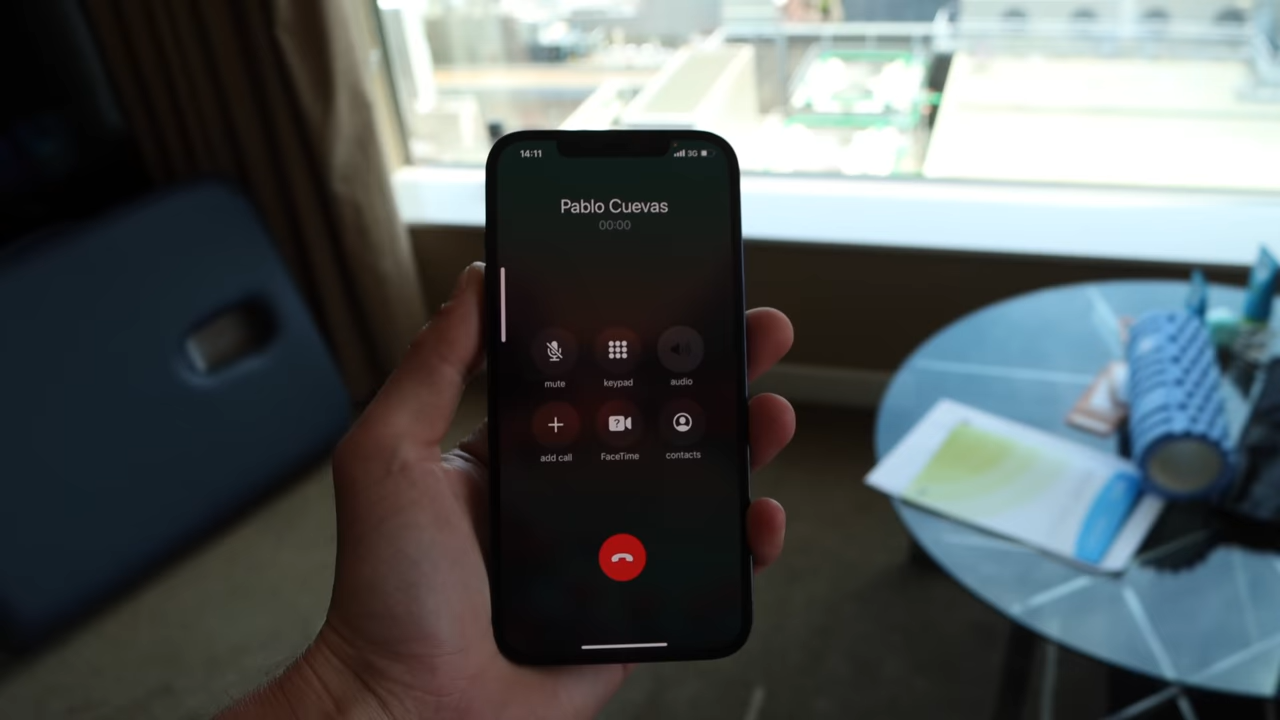 14:11 3G
Pablo Cuevas
00:00
mute keypad audio
?
add call FaceTime contacts